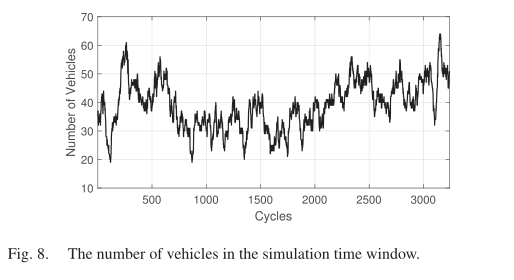 70
60
50
40
30
20
10
Number of Vehicles
500 1000 1500 2000 2500 3000
Cycles
Fig. 8. The number of vehicles in the simulation time window.